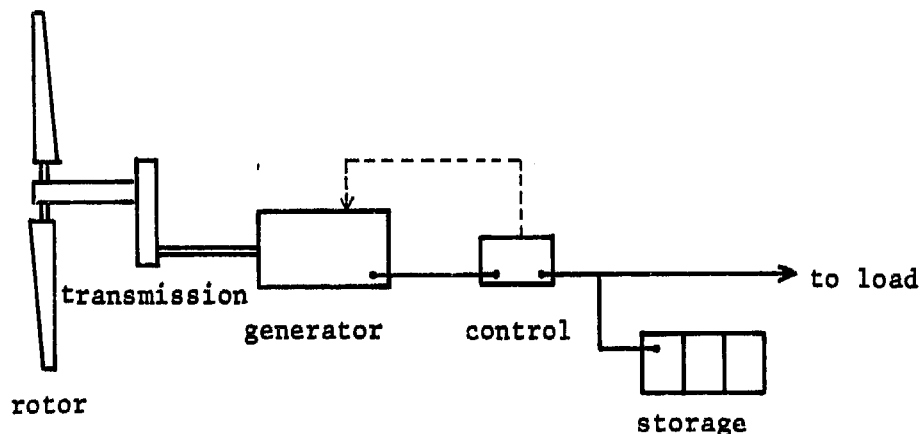 to load
transmission
generator
control
rotor
storage